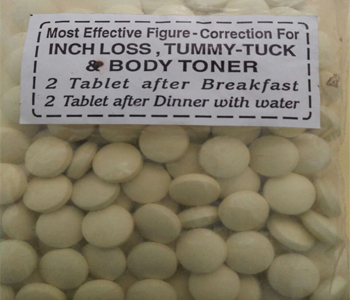 Most Effective Figure - Correction For
INCH LOSS, TUMMY-TUCK
& BODY TONER
2 Tablet after Breakfast
2 Tablet after Dinner with water